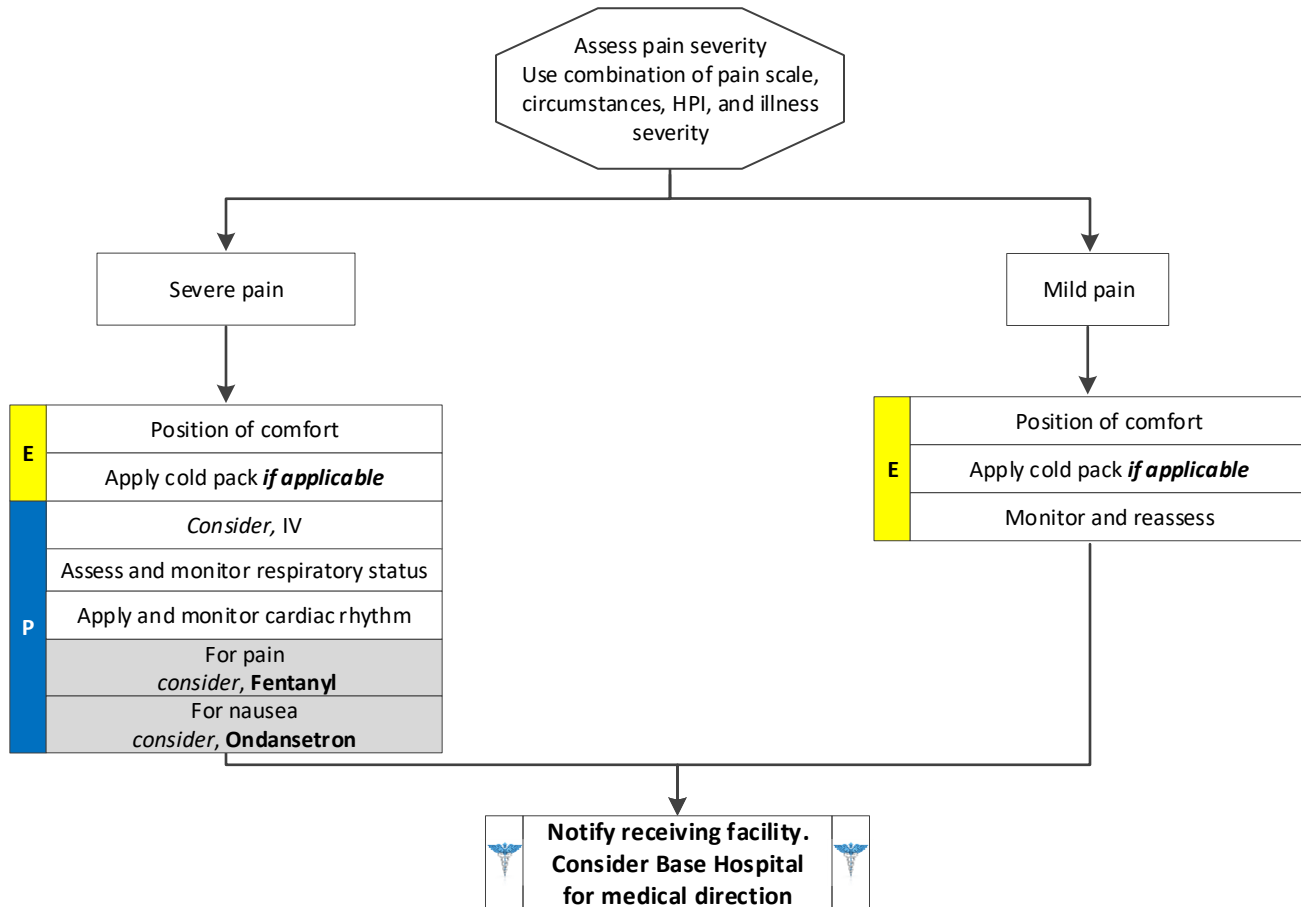 Assess pain severity
Use combination of pain scale,
circumstances, HPI, and illness
severity
Severe pain
Mild pain
E
Position of comfort
Apply cold pack if applicable
P
Consider, IV
Assess and monitor respiratory status
Apply and monitor cardiac rhythm
For pain
consider, Fentanyl
For nausea
consider, Ondansetron
E
Position of comfort
Apply cold pack if applicable
Monitor and reassess
Notify receiving facility.
Consider Base Hospital
for medical direction